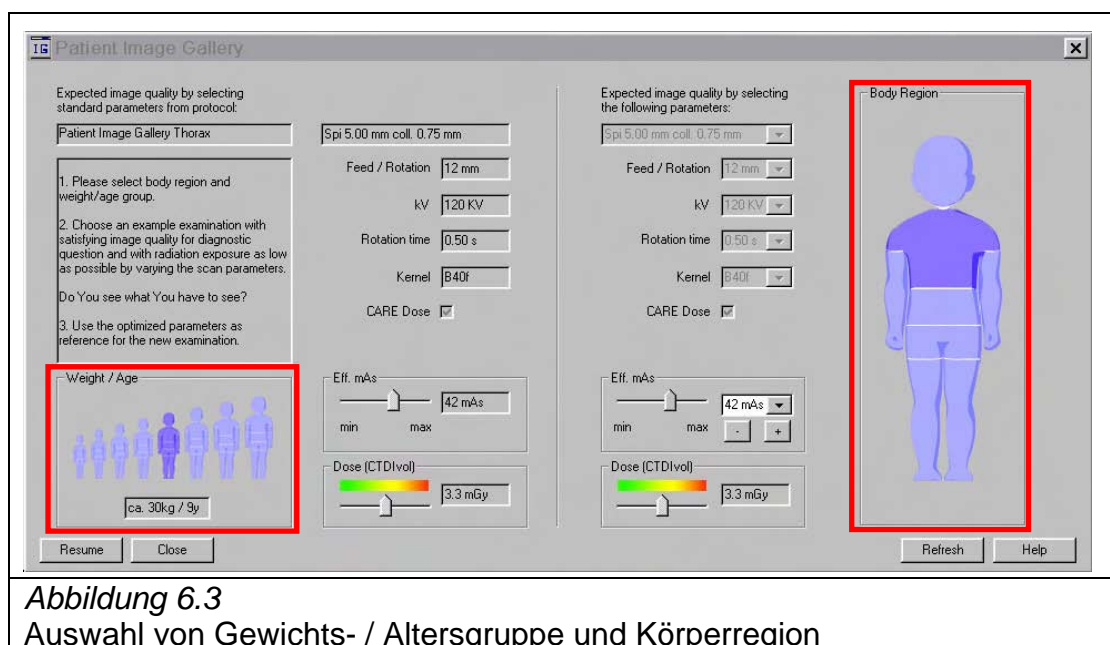 IG Patient Image Gallery
Expected image quality by selecting
standard parameters from protocol:
Patient Image Gallery Thorax
1. Please select body region and
weight/age group.
2. Choose an example examination with
satisfying image quality for diagnostic
question and with radiation exposure as low
as possible by varying the scan parameters.
Do You see what You have to see?
3. Use the optimized parameters as
reference for the new examination.
Weight / Age
ca. 30kg / 9y
Spi 5.00 mm coll. 0.75 mm
Feed / Rotation 12 mm
kV 120 KV
Rotation time 0.50 s
Kernel B40f
CARE Dose
Eff. mAs
42 mAs
min max
Dose (CTDIvol)
3.3 mGy
Expected image quality by selecting
the following parameters:
Spi 5.00 mm coll. 0.75 mm
Feed / Rotation 12 mm
kV 120 KV
Rotation time 0.50 s
Kernel B40f
CARE Dose
Eff. mAs
42 mAs
min max - +
Dose (CTDIvol)
3.3 mGy
Body Region
Resume Close Refresh Help
Abbildung 6.3
Auswahl von Gewichts- / Altersgruppe und Körperregion